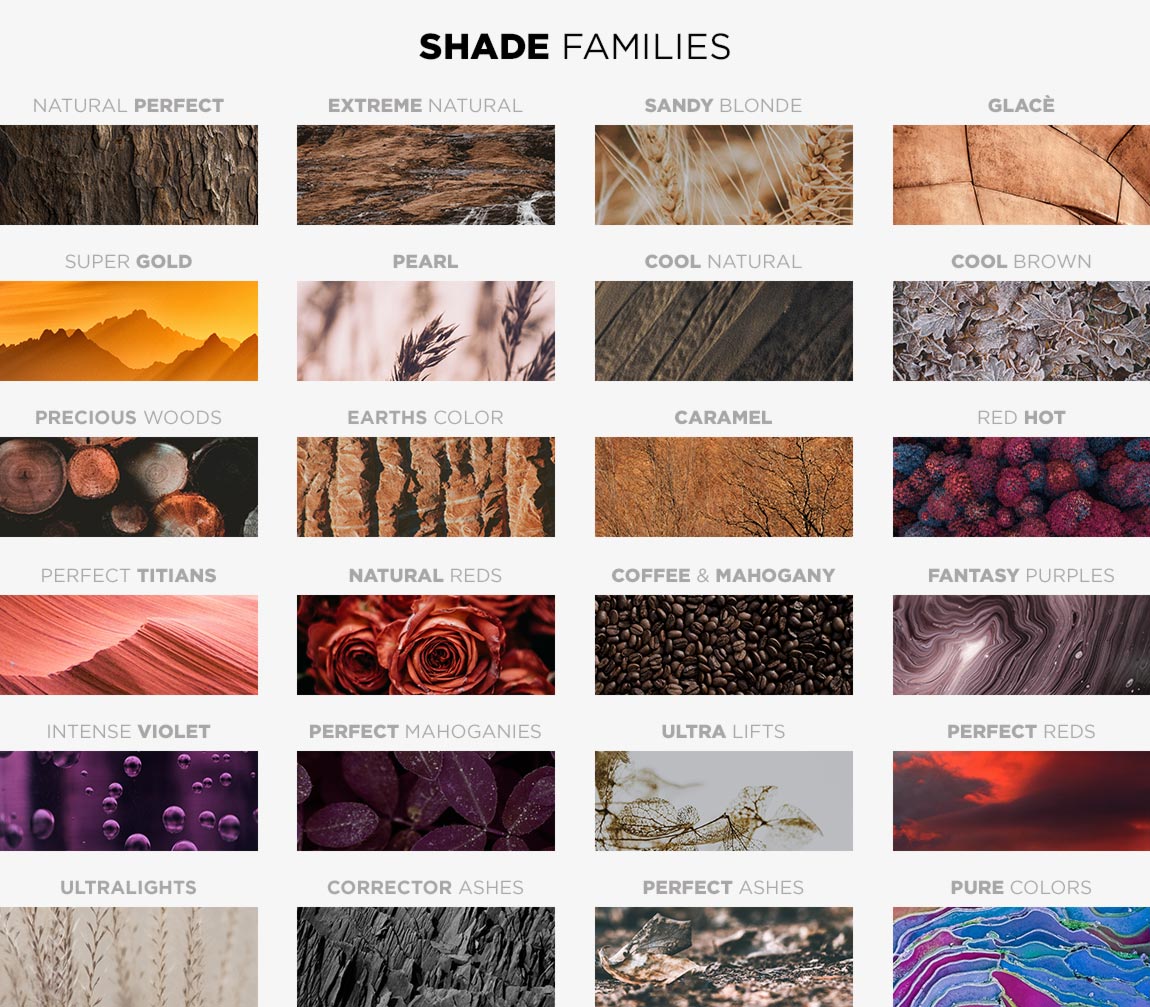 SHADE FAMILIES
NATURAL PERFECT
EXTREME NATURAL
SANDY BLONDE
GLACÈ
SUPER GOLD
PEARL
COOL NATURAL
COOL BROWN
PRECIOUS WOODS
EARTHS COLOR
CARAMEL
RED HOT
PERFECT TITIANS
NATURAL REDS
COFFEE & MAHOGANY
FANTASY PURPLES
INTENSE VIOLET
PERFECT MAHOGANIES
ULTRA LIFTS
PERFECT REDS
ULTRALIGHTS
CORRECTOR ASHES
PERFECT ASHES
PURE COLORS